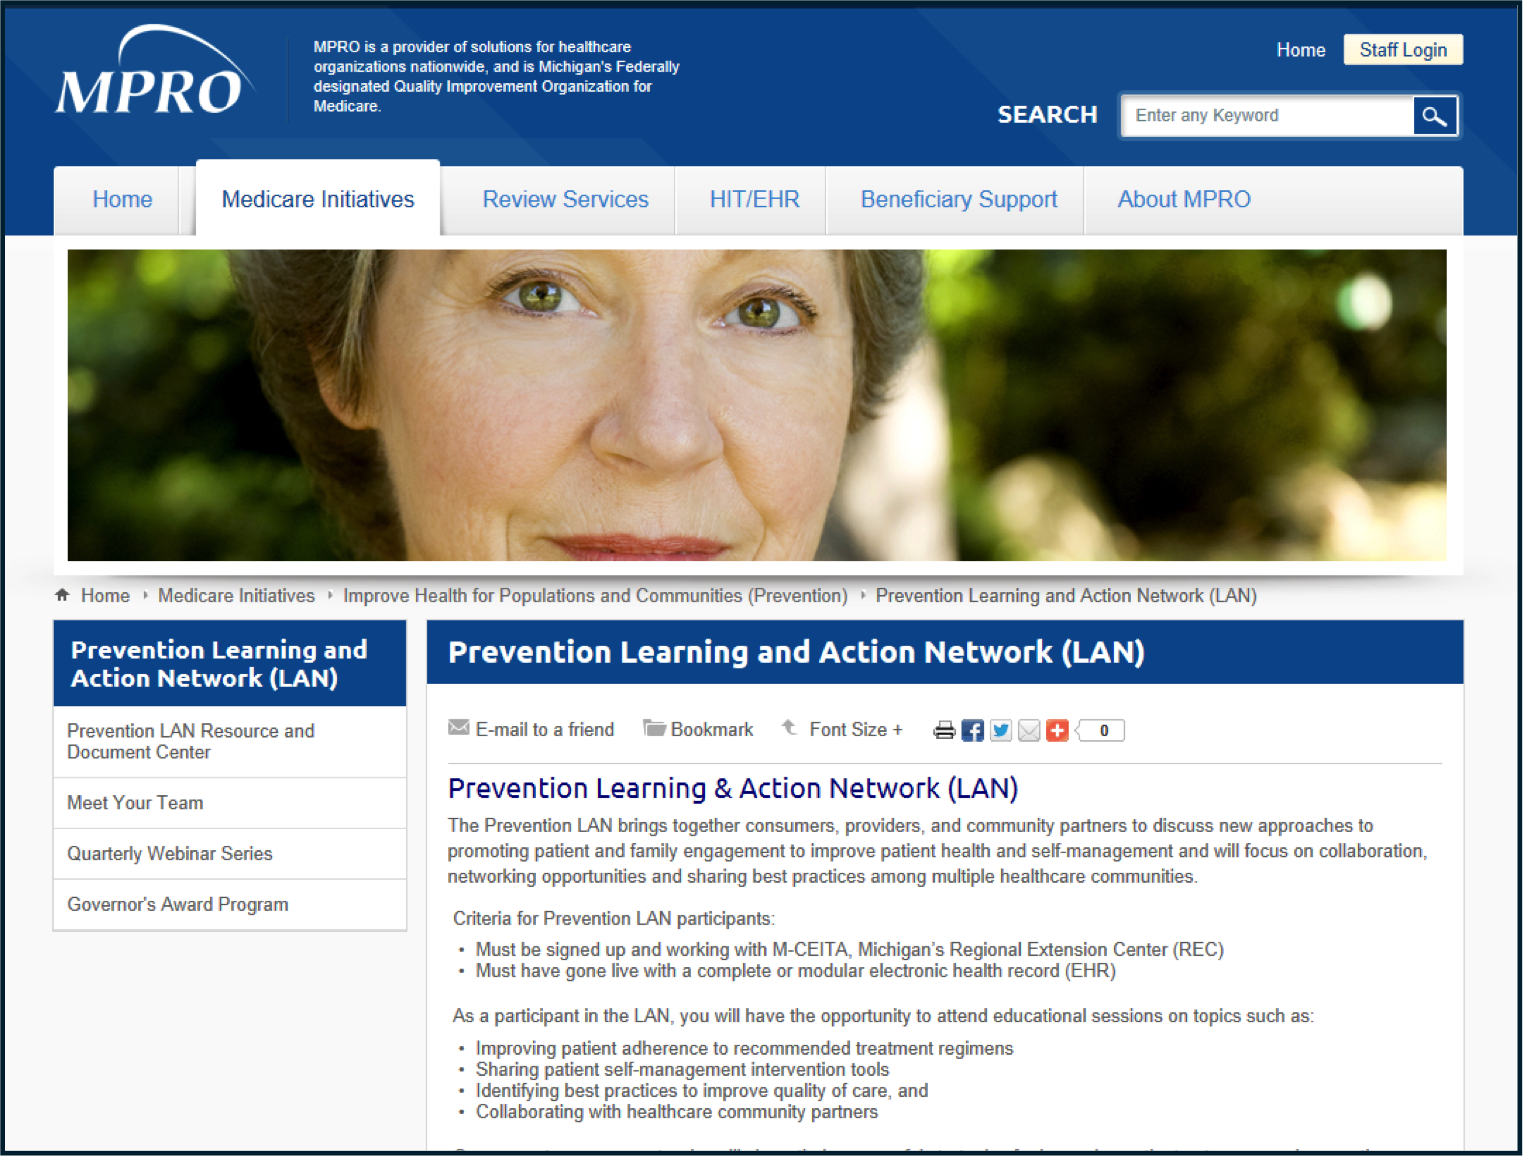 MPRO
MPRO is a provider of solutions for healthcare
organizations nationwide, and is Michigan's Federally
designated Quality Improvement Organization for
Medicare.
Home
Staff Login
SEARCH
Enter any Keyword
Home
Medicare Initiatives
Review Services
HIT/EHR
Beneficiary Support
About MPRO
Home Medicare Initiatives Improve Health for Populations and Communities (Prevention) Prevention Learning and Action Network (LAN)
Prevention Learning and
Action Network (LAN)
Prevention LAN Resource and
Document Center
Meet Your Team
Quarterly Webinar Series
Governor's Award Program
Prevention Learning and Action Network (LAN)
E-mail to a friend Bookmark Font Size + 0
Prevention Learning & Action Network (LAN)
The Prevention LAN brings together consumers, providers, and community partners to discuss new approaches to
promoting patient and family engagement to improve patient health and self-management and will focus on collaboration,
networking opportunities and sharing best practices among multiple healthcare communities.
Criteria for Prevention LAN participants:
• Must be signed up and working with M-CEITA, Michigan’s Regional Extension Center (REC)
• Must have gone live with a complete or modular electronic health record (EHR)
As a participant in the LAN, you will have the opportunity to attend educational sessions on topics such as:
• Improving patient adherence to recommended treatment regimens
• Sharing patient self-management intervention tools
• Identifying best practices to improve quality of care, and
• Collaborating with healthcare community partners